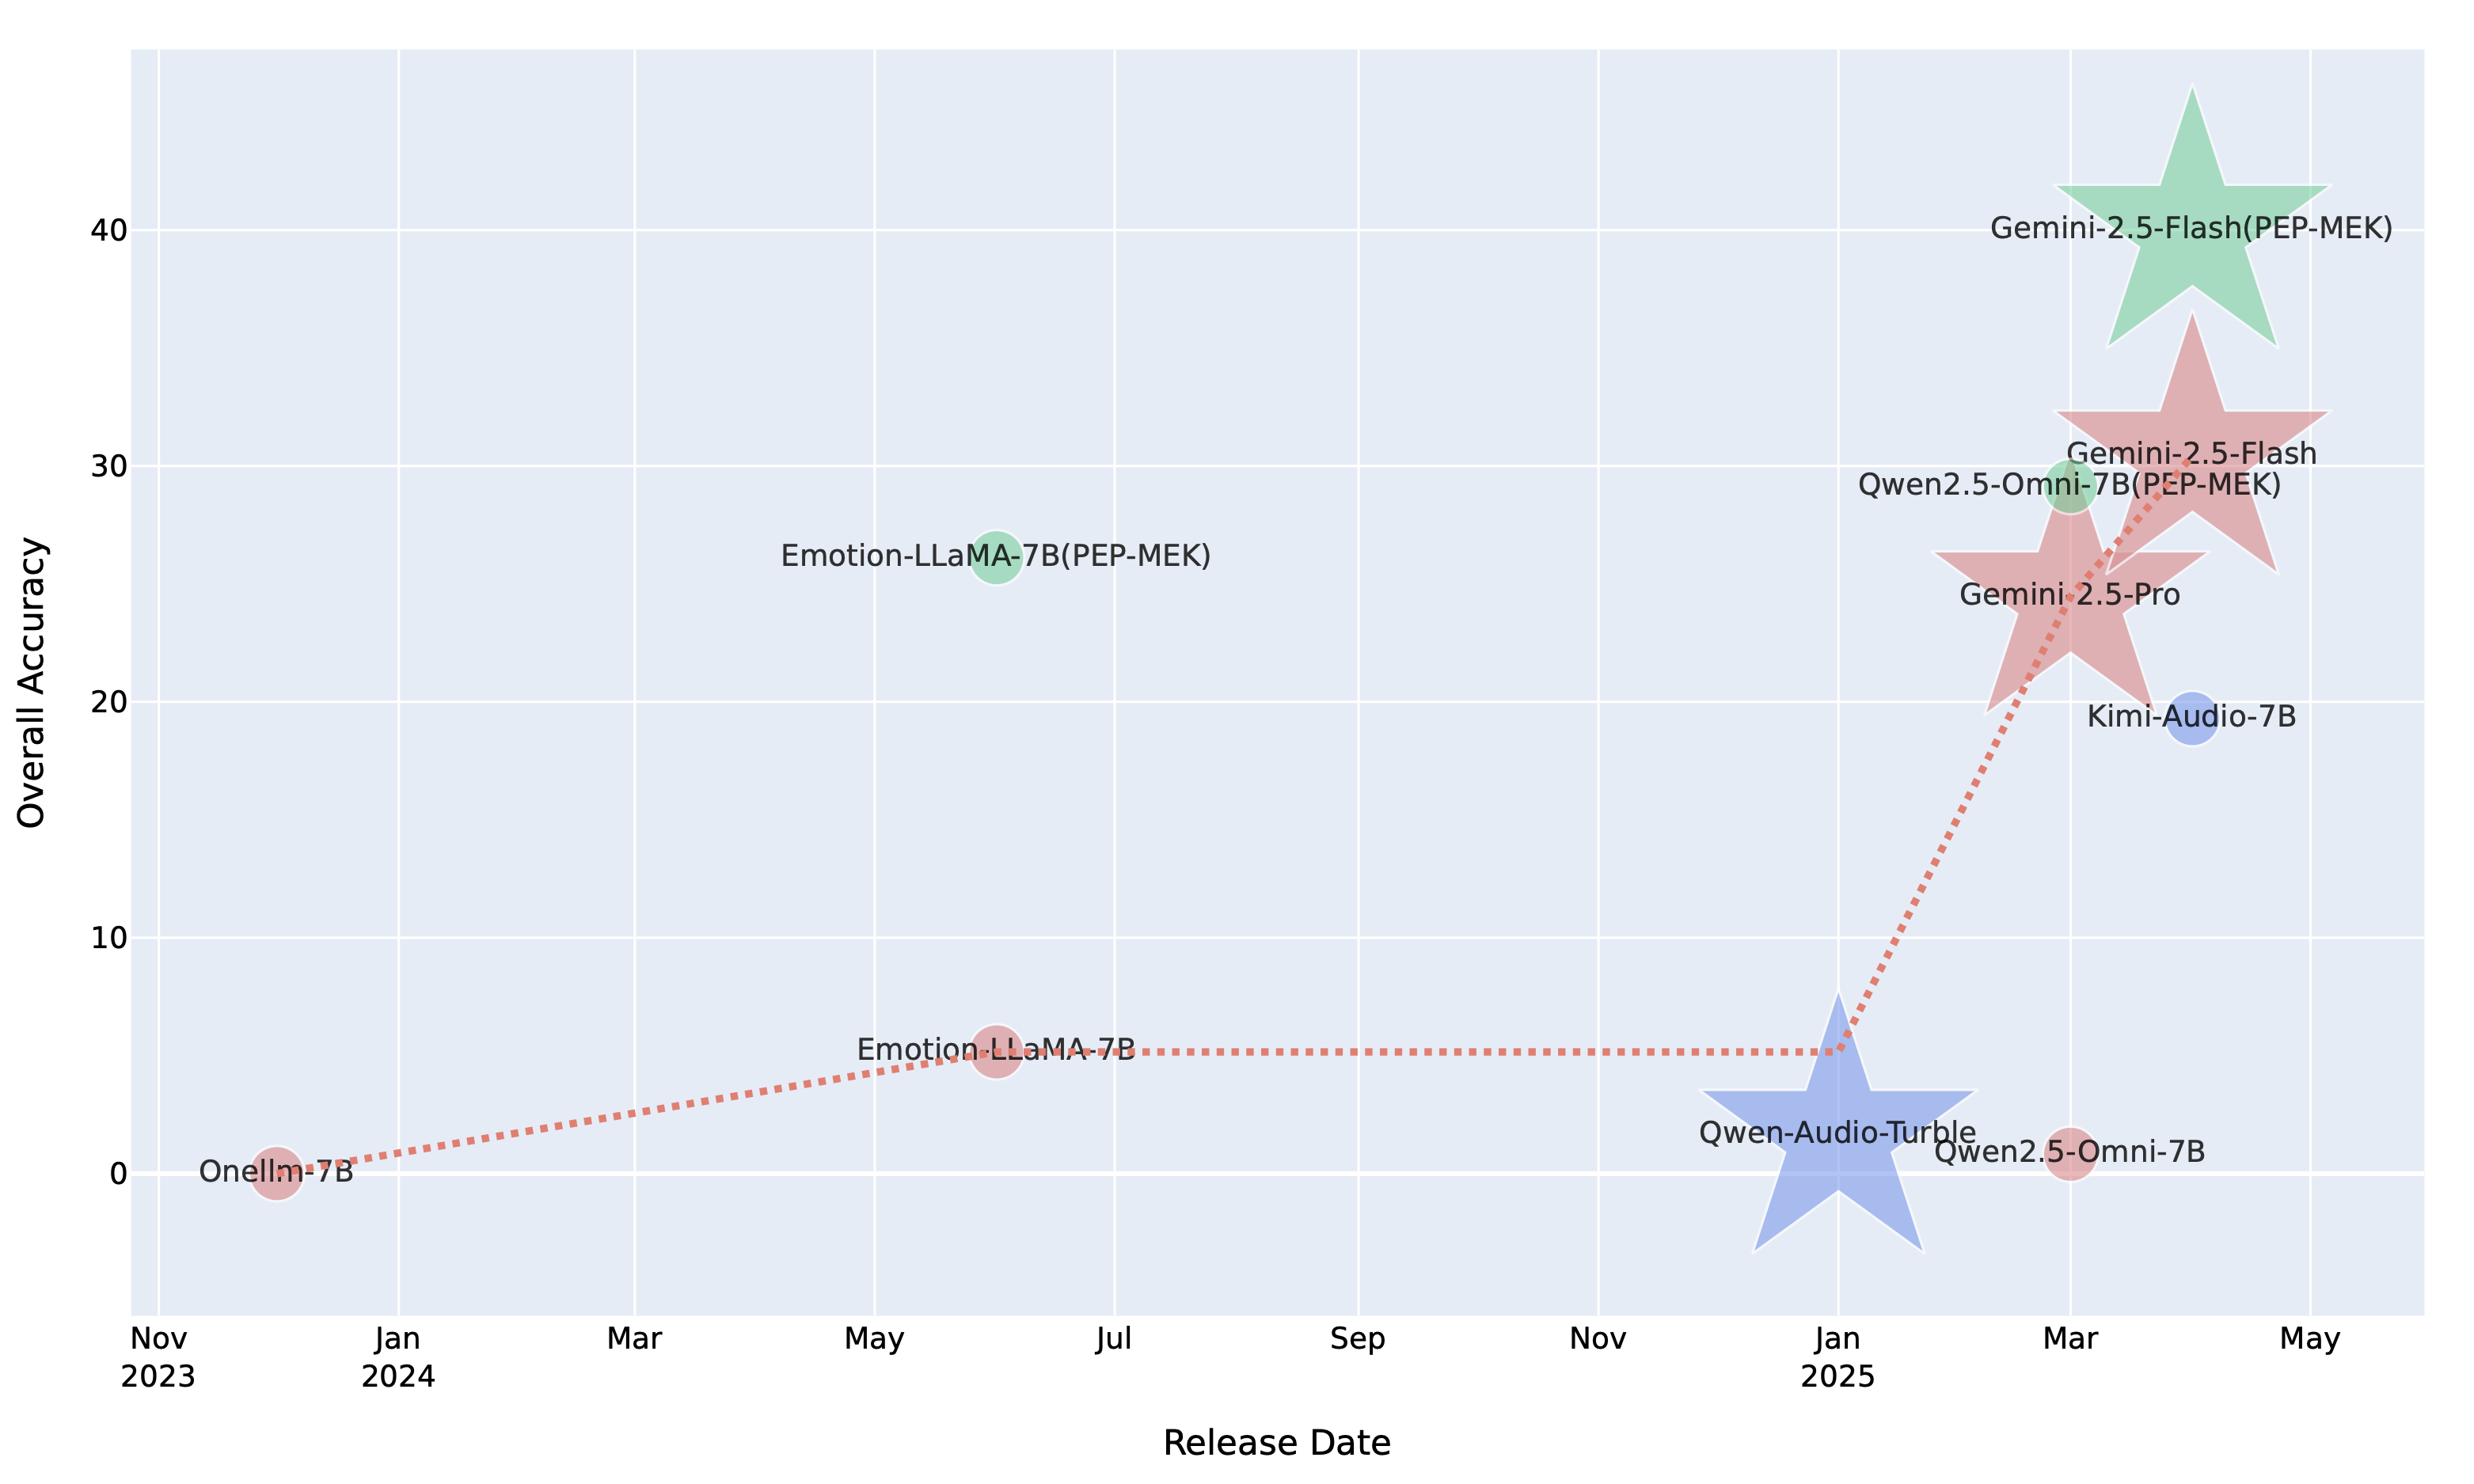 Overall Accuracy
40
30
20
10
0
Gemini-2.5-Flash(PEP-MEK)
Gemini-2.5-Flash
Qwen2.5-Omni-7B(PEP-MEK)
Emotion-LLaMA-7B(PEP-MEK)
Gemini-2.5-Pro
Kimi-Audio-7B
Emotion-LLaMA-7B
Qwen-Audio-Turble
Qwen2.5-Omni-7B
Onellm-7B
Nov Jan Mar May Jul Sep Nov Jan Mar May
2023 2024 2025
Release Date